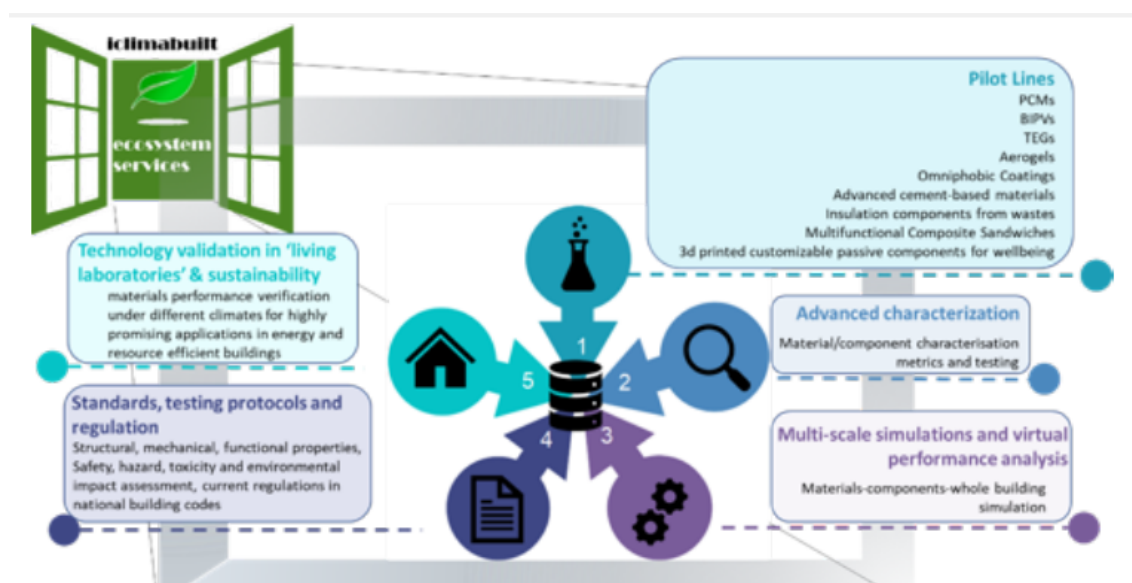 iclimabuilt
ecosystem
services
Pilot Lines
PCMs
BIPVs
TEGs
Aerogels
Omniphobic Coatings
Advanced cement-based materials
Insulation components from wastes
Multifunctional Composite Sandwiches
3d printed customizable passive components for wellbeing
Technology validation in ‘living
laboratories’ & sustainability
materials performance verification
under different climates for highly
promising applications in energy and
resource efficient buildings
Advanced characterization
Material/component characterisation
metrics and testing
Standards, testing protocols and
regulation
Structural, mechanical, functional properties,
Safety, hazard, toxicity and environmental
impact assessment, current regulations in
national building codes
Multi-scale simulations and virtual
performance analysis
Materials-components-whole building
simulation
1
2
3
4
5